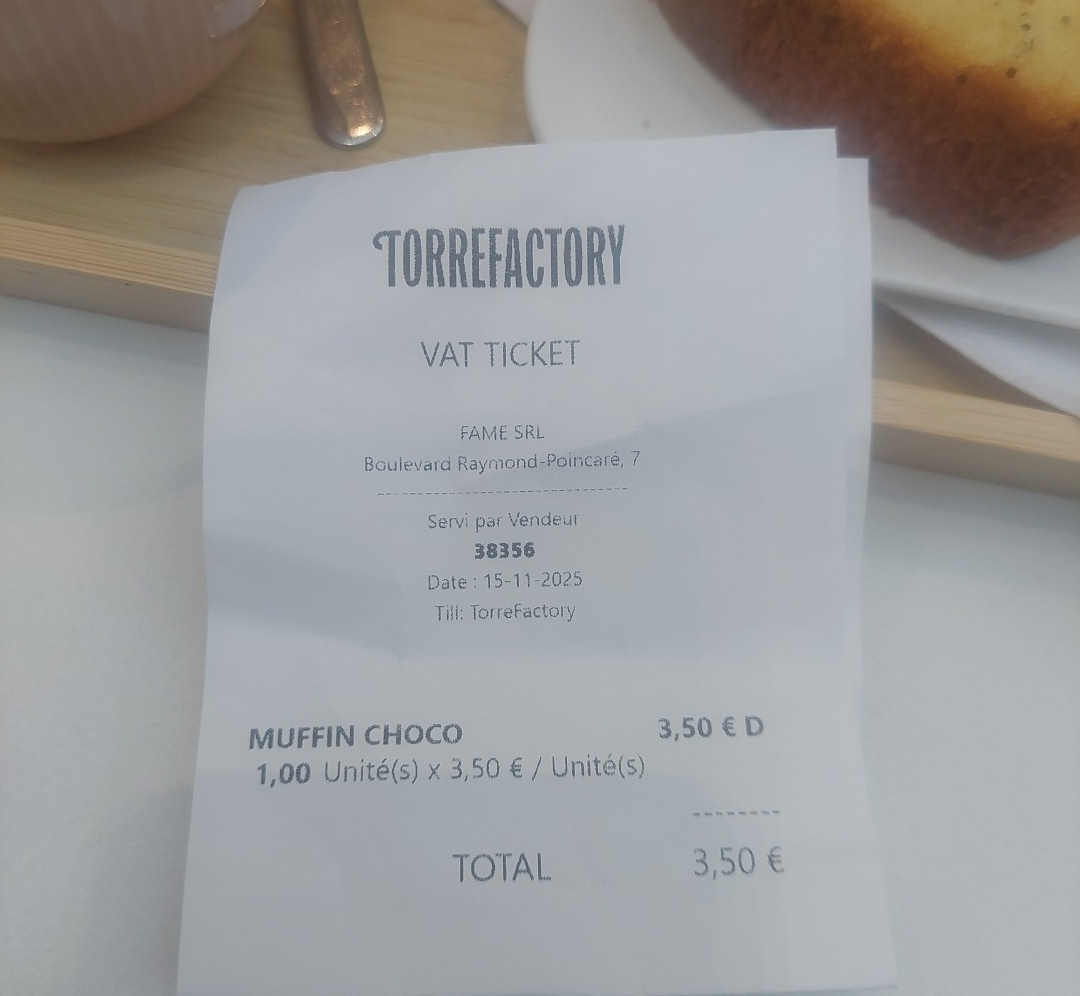 TORREFACTORY
VAT TICKET
FAME SRL
Boulevard Raymond-Poincaré, 7
--------------------------------
Servi par Vendeur
38356
Date : 15-11-2025
Till: TorreFactory
MUFFIN CHOCO 3,50 € D
1,00 Unité(s) x 3,50 € / Unité(s)
---------
TOTAL 3,50 €